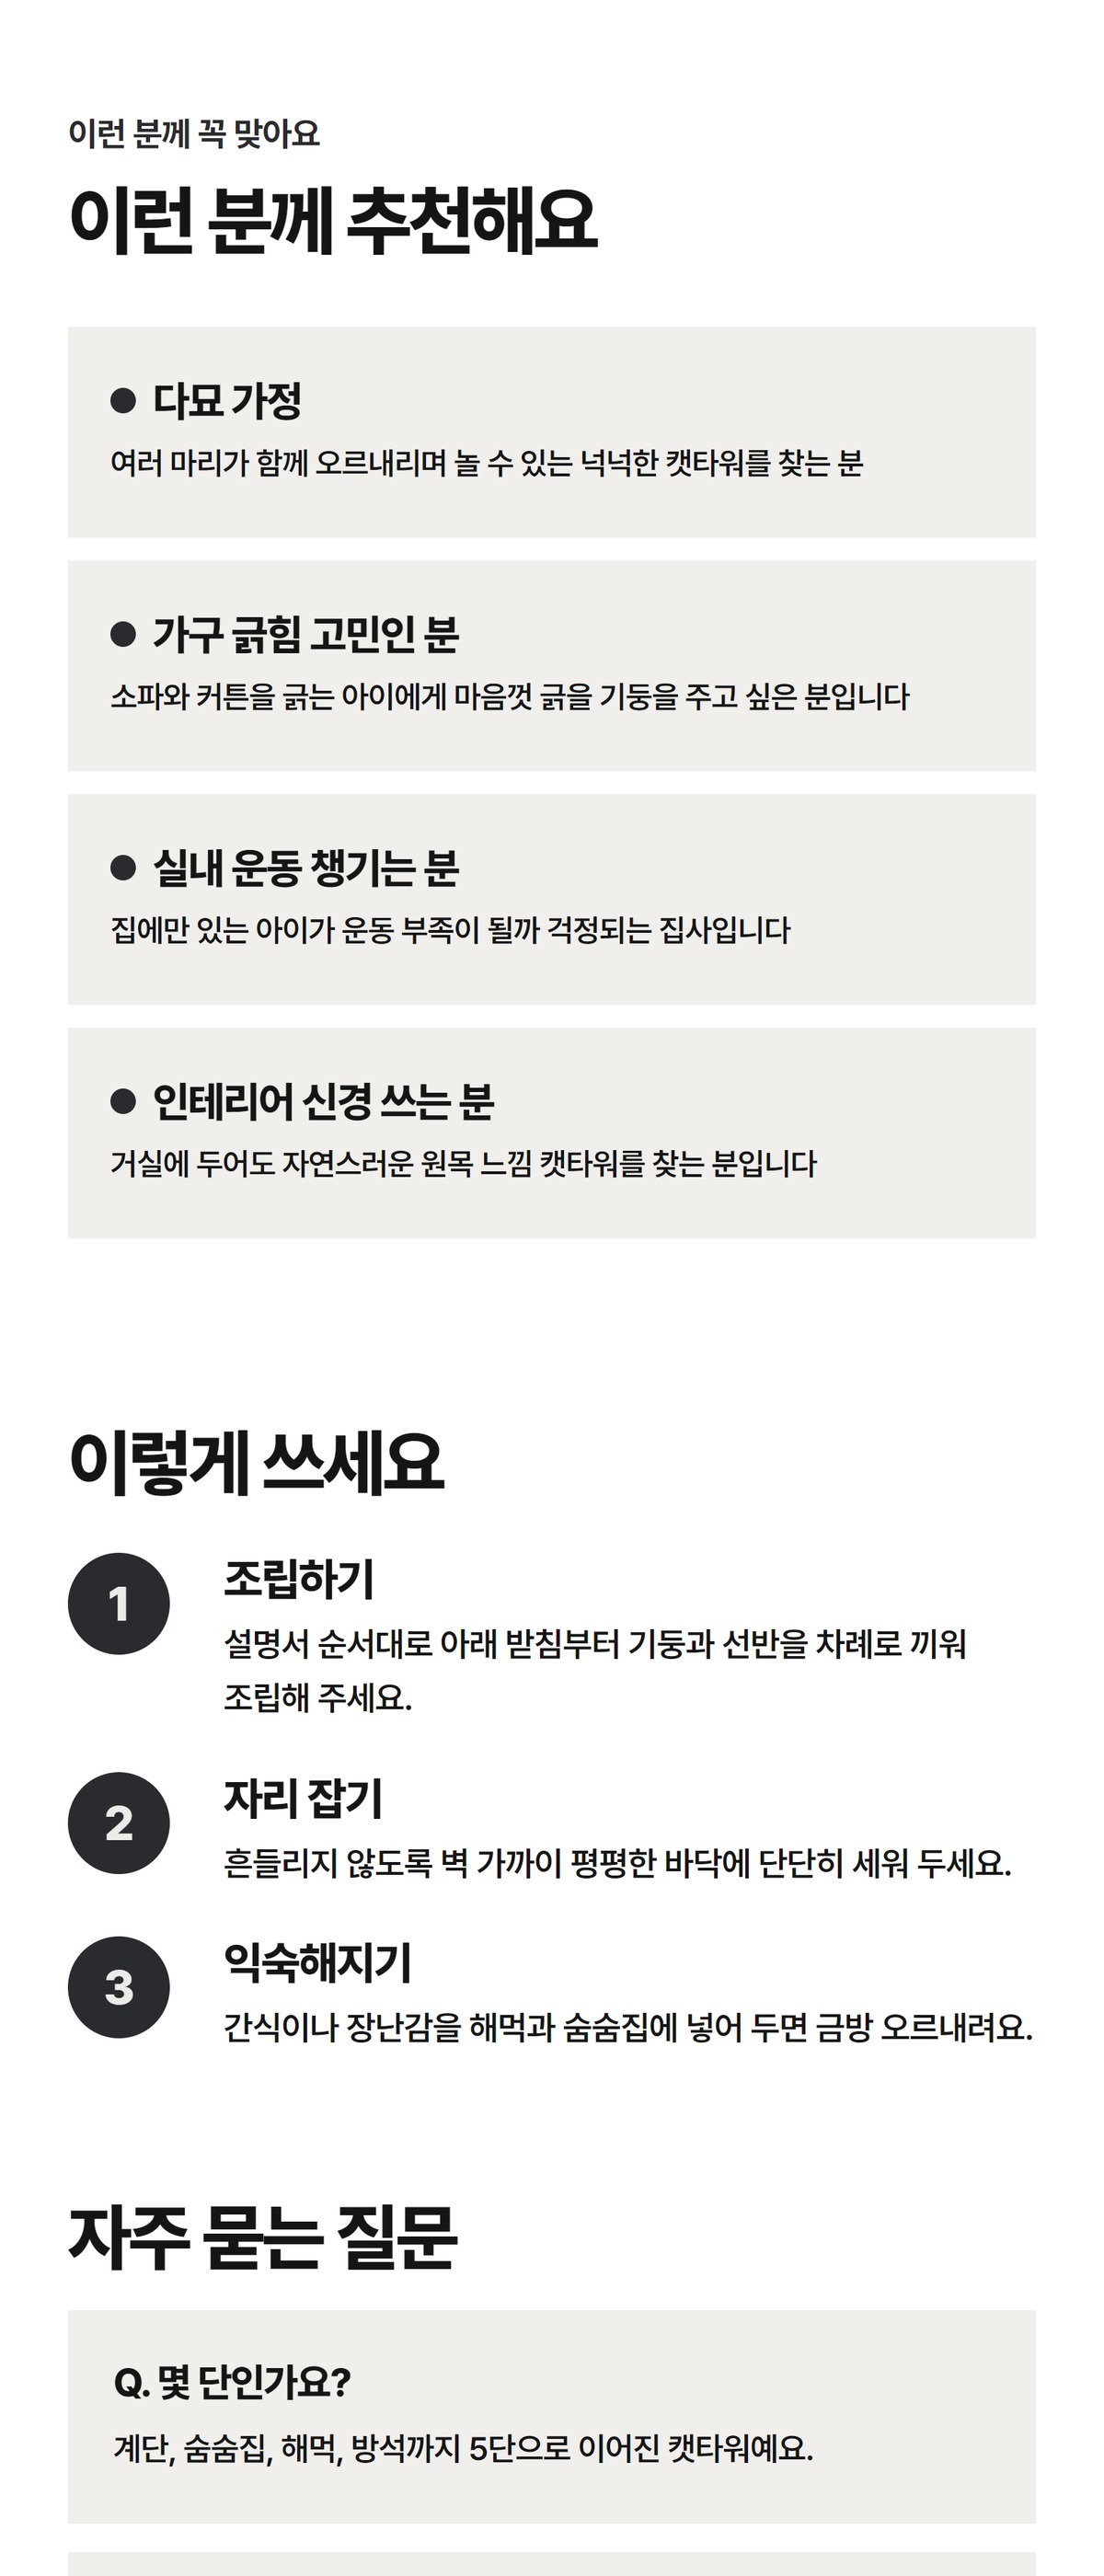 이런 분께 꼭 맞아요
이런 분께 추천해요
다묘 가정
여러 마리가 함께 오르내리며 놀 수 있는 넉넉한 캣타워를 찾는 분
가구 긁힘 고민인 분
소파와 커튼을 긁는 아이에게 마음껏 긁을 기둥을 주고 싶은 분입니다
실내 운동 챙기는 분
집에만 있는 아이가 운동 부족이 될까 걱정되는 집사입니다
인테리어 신경 쓰는 분
거실에 두어도 자연스러운 원목 느낌 캣타워를 찾는 분입니다
이렇게 쓰세요
1
조립하기
설명서 순서대로 아래 받침부터 기둥과 선반을 차례로 끼워
조립해 주세요.
2
자리 잡기
흔들리지 않도록 벽 가까이 평평한 바닥에 단단히 세워 두세요.
3
익숙해지기
간식이나 장난감을 해먹과 숨숨집에 넣어 두면 금방 오르내려요.
자주 묻는 질문
Q. 몇 단인가요?
계단, 숨숨집, 해먹, 방석까지 5단으로 이어진 캣타워예요.